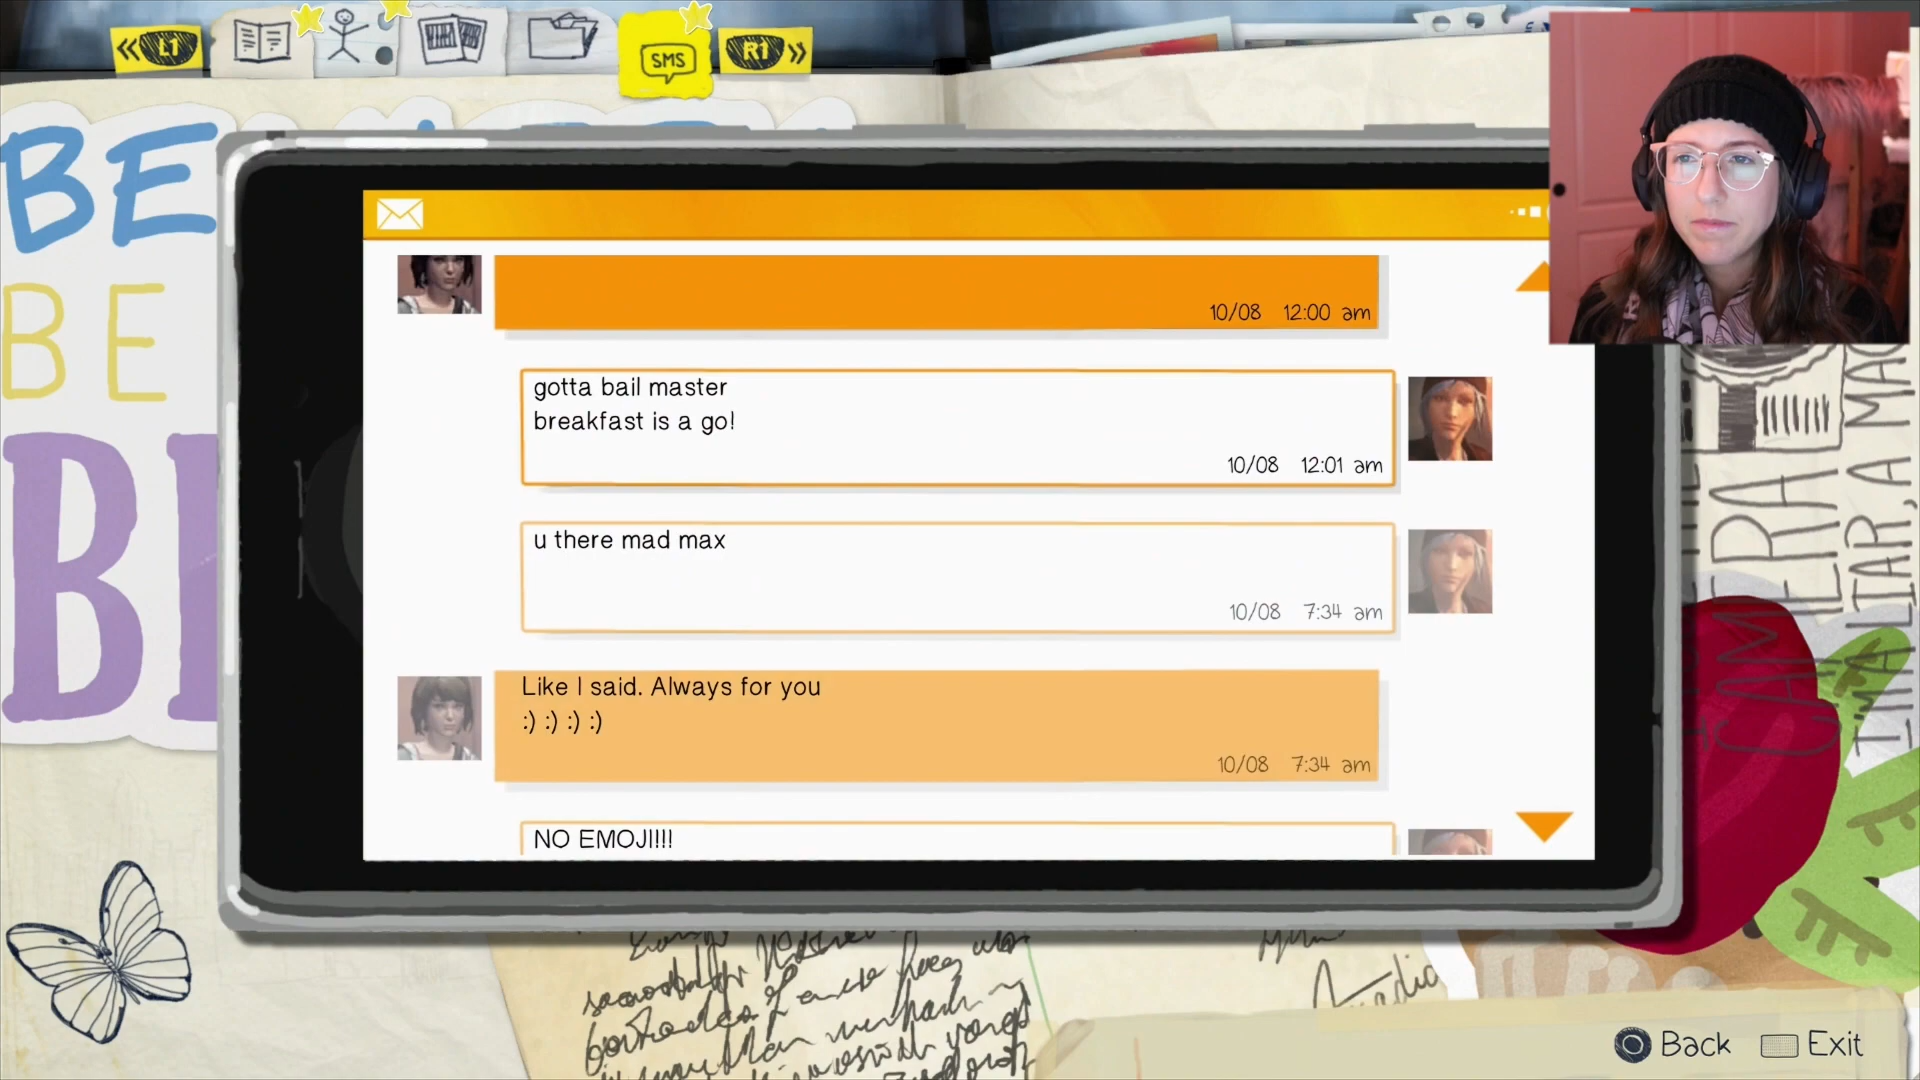 L1
SMS
R1
BE
BE
10/08 12:00 am
gotta bail master
breakfast is a go!
10/08 12:01 am
u there mad max
10/08 7:34 am
Like I said. Always for you
:) :) :) :)
10/08 7:34 am
NO EMOJI!!!
CAMERA
I'M A LIAR, A
Back
Exit